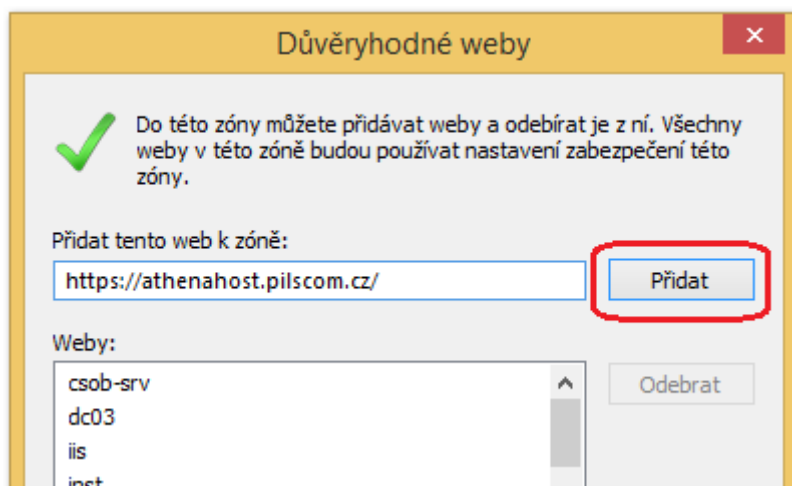 Důvěryhodné weby
Do této zóny můžete přidávat weby a odebírat je z ní. Všechny
weby v této zóně budou používat nastavení zabezpečení této
zóny.
Přidat tento web k zóně:
https://athenahost.pilscom.cz/
Přidat
Weby:
csob-srv
Odebrat
dc03
iis